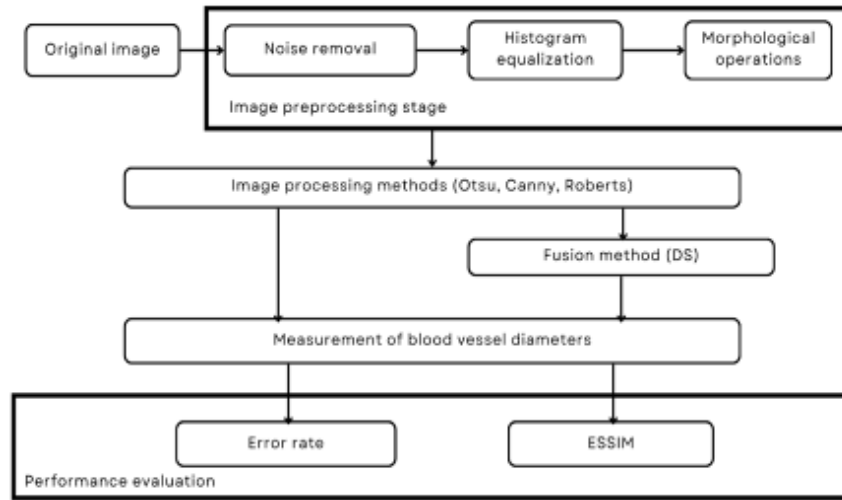 Original image
Noise removal
Histogram
equalization
Morphological
operations
Image preprocessing stage
Image processing methods (Otsu, Canny, Roberts)
Fusion method (DS)
Measurement of blood vessel diameters
Error rate
ESSIM
Performance evaluation